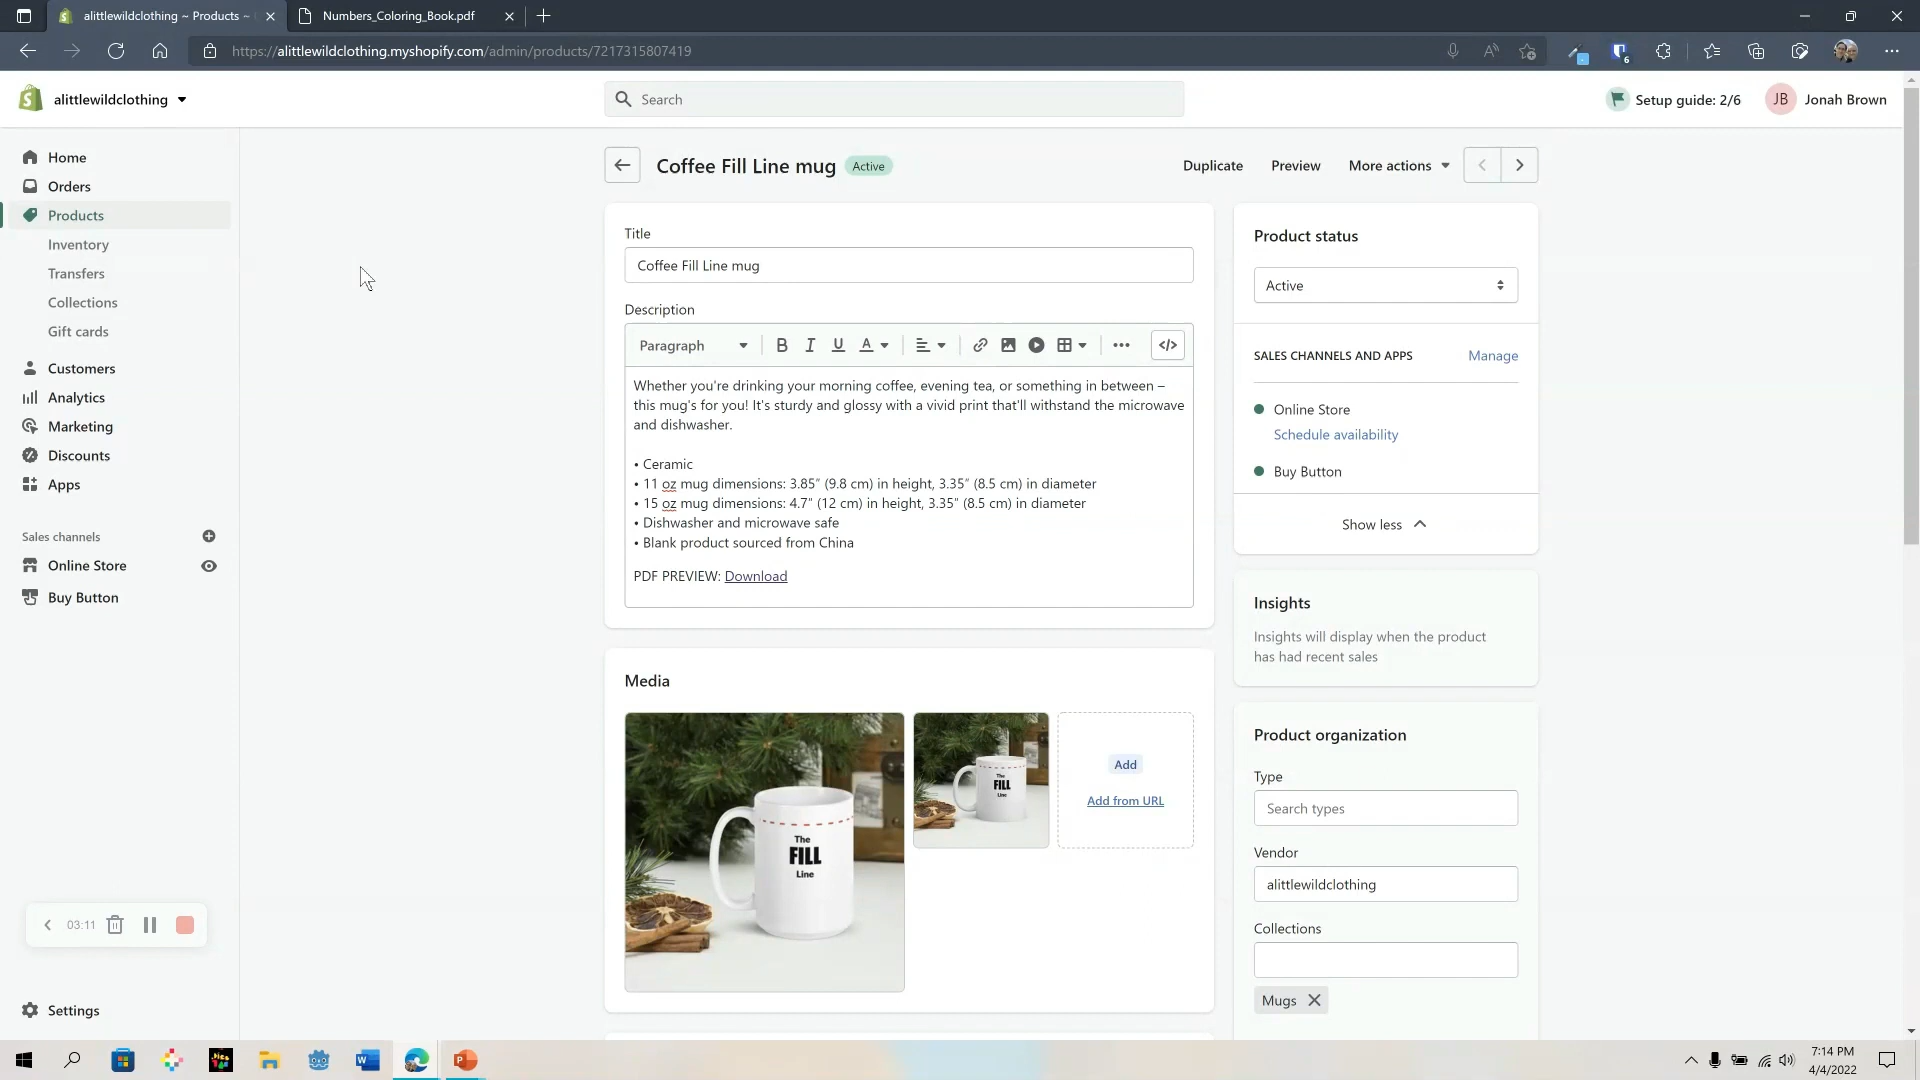 alittlewildclothing ~ Products ~
Numbers_Coloring_Book.pdf
https://alittlewildclothing.myshopify.com/admin/products/7217315807419
6
alittlewildclothing
Search
Setup guide: 2/6
JB
Jonah Brown
Home
Orders
Products
Inventory
Transfers
Collections
Gift cards
Customers
Analytics
Marketing
Discounts
Apps
Sales channels
Online Store
Buy Button
03:11
Settings
Coffee Fill Line mug
Active
Duplicate
Preview
More actions
Title
Coffee Fill Line mug
Description
Paragraph
B I U A
</>
Whether you're drinking your morning coffee, evening tea, or something in between –
this mug's for you! It's sturdy and glossy with a vivid print that'll withstand the microwave
and dishwasher.
• Ceramic
• 11 oz mug dimensions: 3.85″ (9.8 cm) in height, 3.35″ (8.5 cm) in diameter
• 15 oz mug dimensions: 4.7″ (12 cm) in height, 3.35″ (8.5 cm) in diameter
• Dishwasher and microwave safe
• Blank product sourced from China
PDF PREVIEW: Download
Media
The
FILL
Line
The
FILL
Line
Add
Add from URL
Product status
Active
SALES CHANNELS AND APPS
Manage
Online Store
Schedule availability
Buy Button
Show less
Insights
Insights will display when the product
has had recent sales
Product organization
Type
Search types
Vendor
alittlewildclothing
Collections
Mugs
7:14 PM
4/4/2022